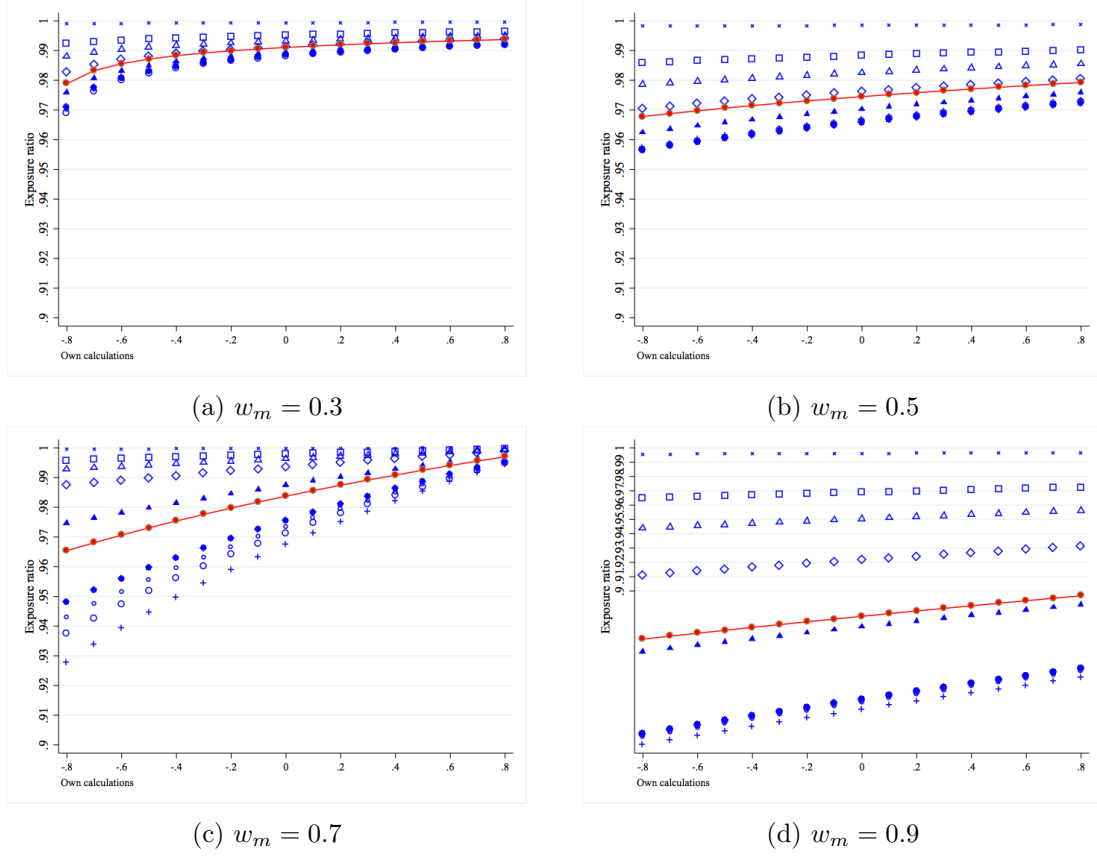 Exposure ratio
1
.99
.98
.97
.96
.95
.94
.93
.92
.91
.9
-.8 -.6 -.4 -.2 0 .2 .4 .6 .8
Own calculations
(a) w_m = 0.3
Exposure ratio
1
.99
.98
.97
.96
.95
.94
.93
.92
.91
.9
-.8 -.6 -.4 -.2 0 .2 .4 .6 .8
Own calculations
(b) w_m = 0.5
Exposure ratio
1
.99
.98
.97
.96
.95
.94
.93
.92
.91
.9
-.8 -.6 -.4 -.2 0 .2 .4 .6 .8
Own calculations
(c) w_m = 0.7
Exposure ratio
1
.99
.98
.97
.96
.95
.94
.93
.92
.91
.9
-.8 -.6 -.4 -.2 0 .2 .4 .6 .8
Own calculations
(d) w_m = 0.9